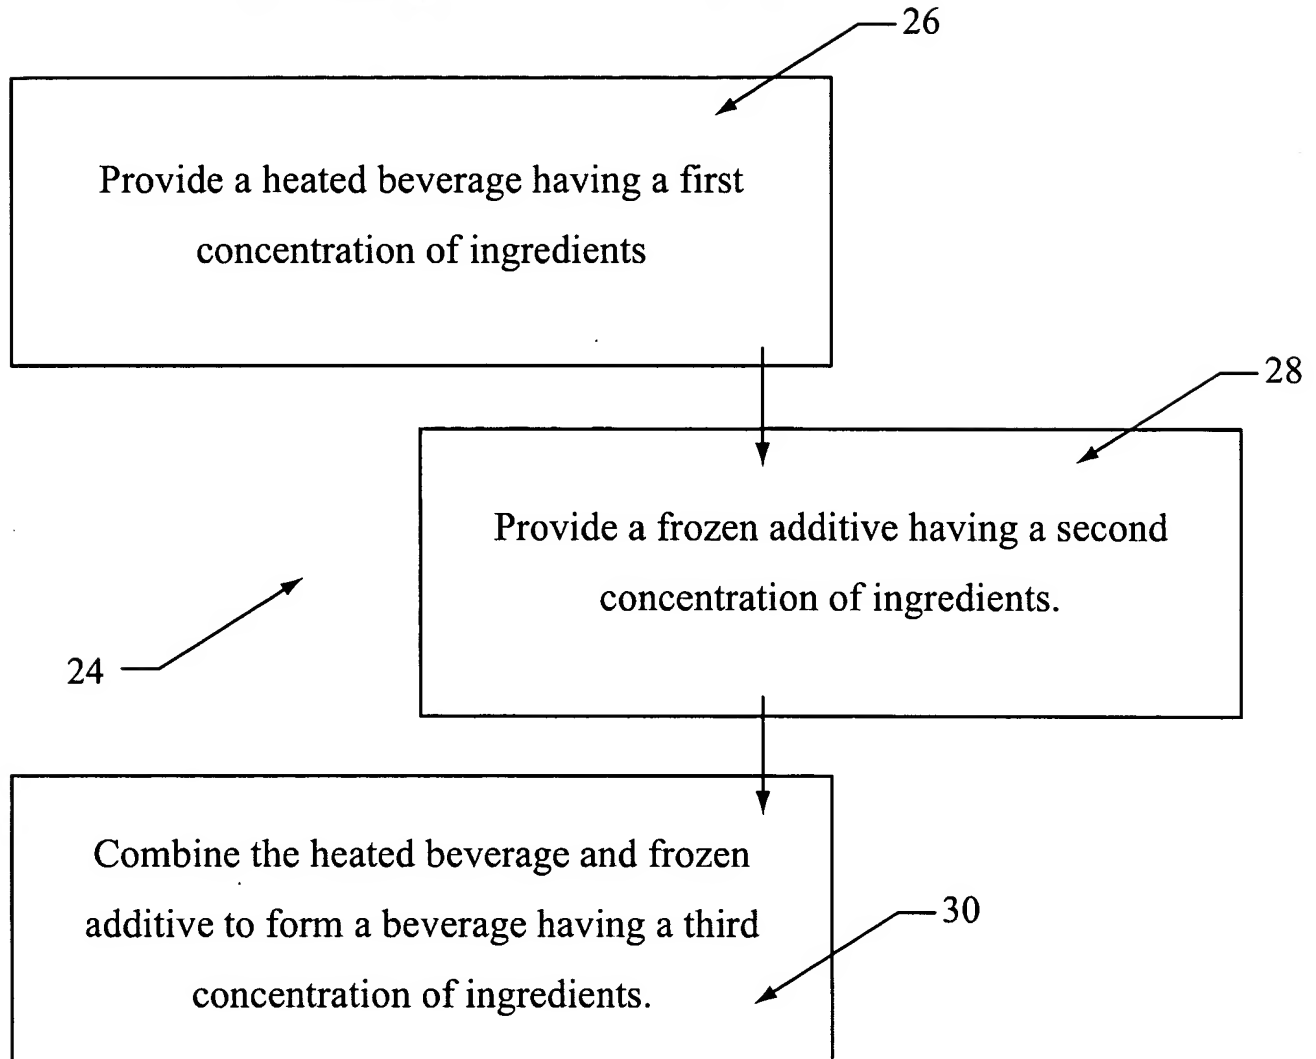 26
Provide a heated beverage having a first
concentration of ingredients
28
Provide a frozen additive having a second
concentration of ingredients.
24
Combine the heated beverage and frozen
additive to form a beverage having a third
concentration of ingredients.
30